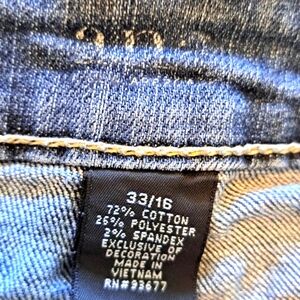 33/16
72% COTTON
26% POLYESTER
2% SPANDEX
EXCLUSIVE OF
DECORATION
MADE IN
VIETNAM
RN#93677